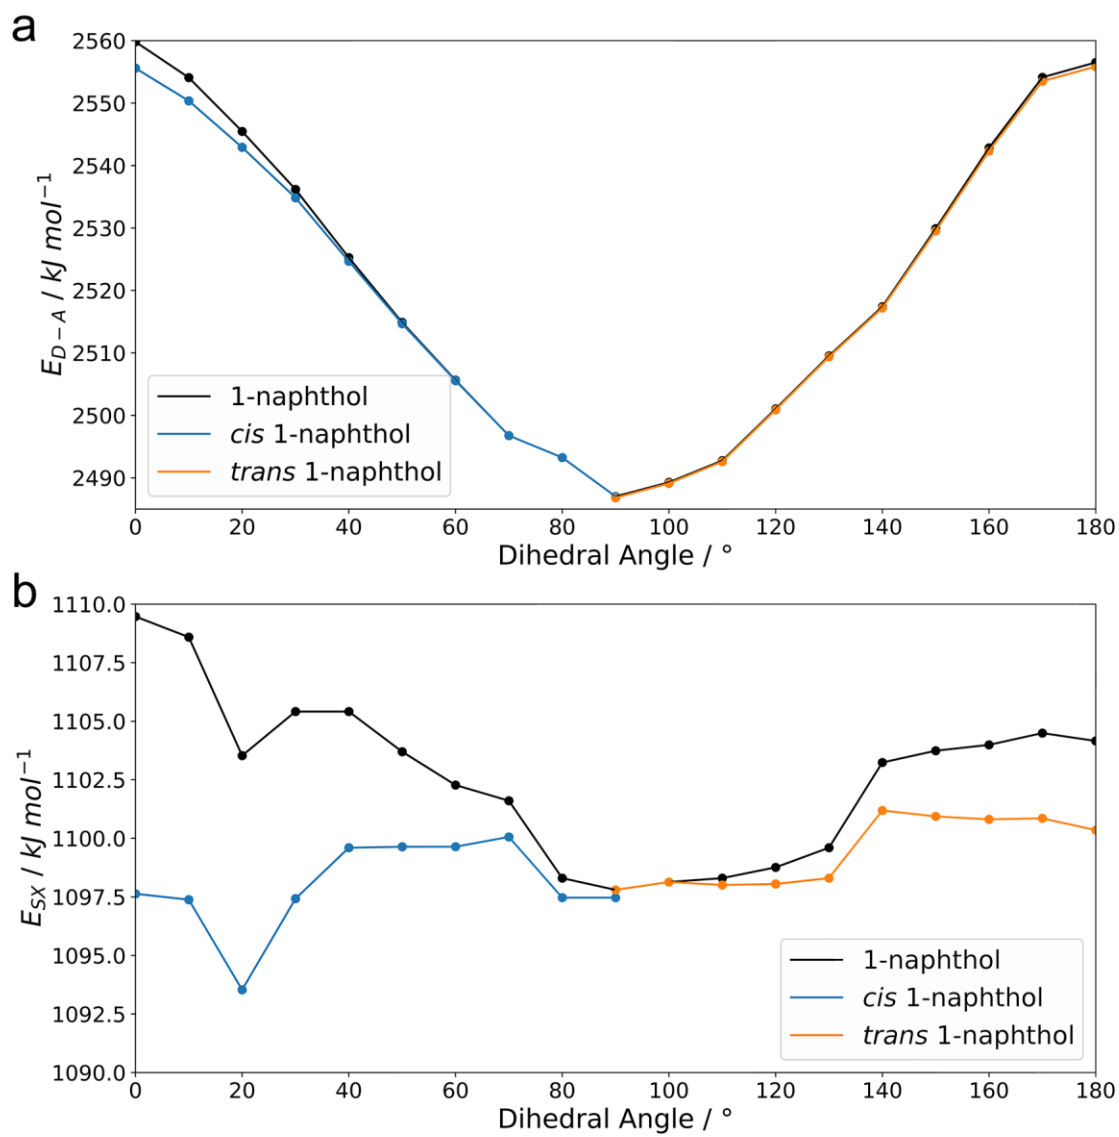 a
2560
2550
2540
2530
2520
2510
2500
2490
E_{D−A} / kJ mol^{−1}
1-naphthol
cis 1-naphthol
trans 1-naphthol
0 20 40 60 80 100 120 140 160 180
Dihedral Angle / °
b
1110.0
1107.5
1105.0
1102.5
1100.0
1097.5
1095.0
1092.5
1090.0
E_{SX} / kJ mol^{−1}
1-naphthol
cis 1-naphthol
trans 1-naphthol
0 20 40 60 80 100 120 140 160 180
Dihedral Angle / °